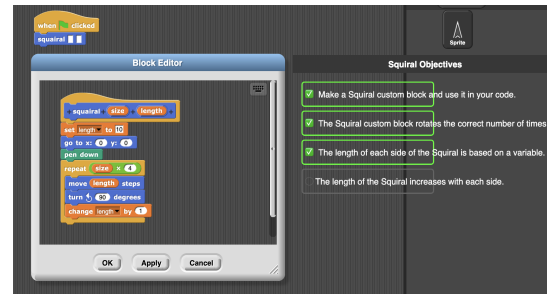 when clicked
squairal
Sprite
Block Editor
squairal size length
set length to 10
go to x: 0 y: 0
pen down
repeat size × 4
move length steps
turn 90 degrees
change length by 1
OK Apply Cancel
Squiral Objectives
Make a Squiral custom block and use it in your code.
The Squiral custom block rotates the correct number of times
The length of each side of the Squiral is based on a variable.
The length of the Squiral increases with each side.